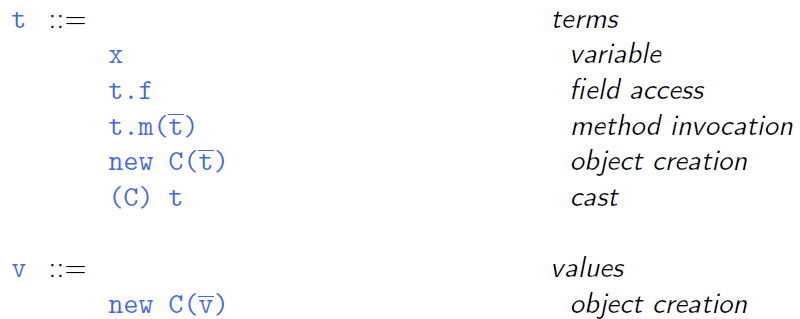 t ::= terms
x variable
t.f field access
t.m(t̅) method invocation
new C(t̅) object creation
(C) t cast
v ::= values
new C(v̅) object creation